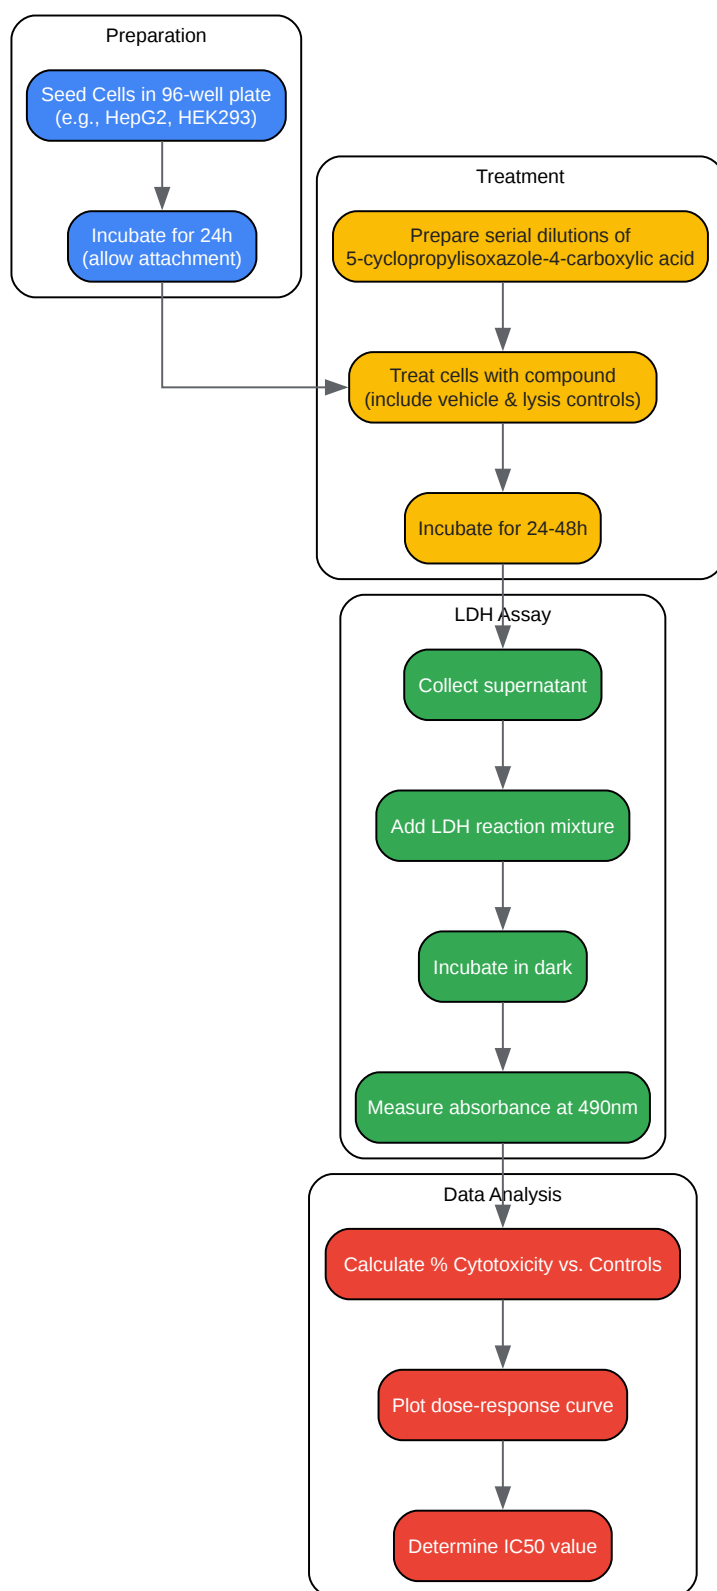 Preparation
Seed Cells in 96-well plate
(e.g., HepG2, HEK293)
Incubate for 24h
(allow attachment)
Treatment
Prepare serial dilutions of
5-cyclopropylisoxazole-4-carboxylic acid
Treat cells with compound
(include vehicle & lysis controls)
Incubate for 24-48h
LDH Assay
Collect supernatant
Add LDH reaction mixture
Incubate in dark
Measure absorbance at 490nm
Data Analysis
Calculate % Cytotoxicity vs. Controls
Plot dose-response curve
Determine IC50 value